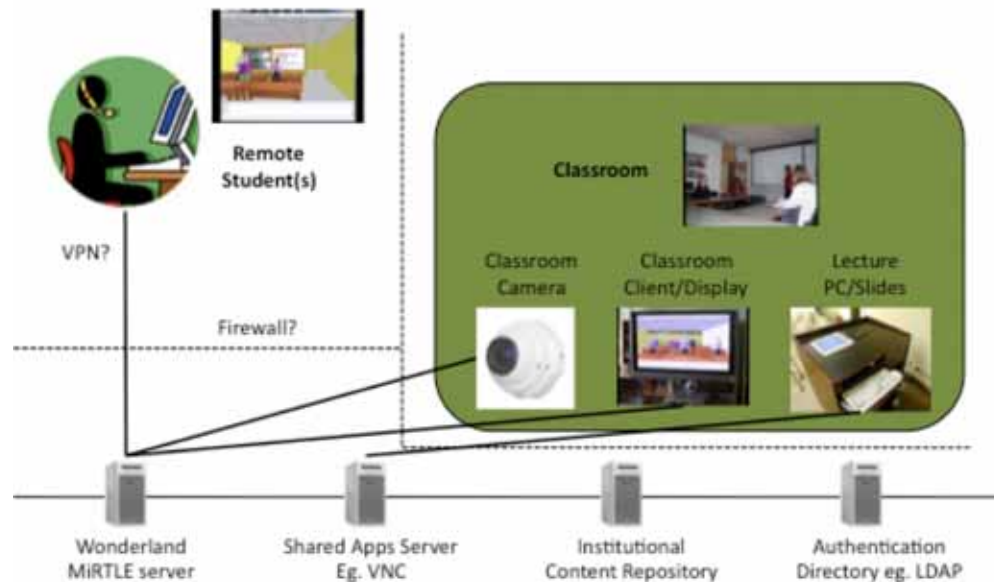 Remote
Student(s)
Classroom
VPN?
Classroom
Camera
Classroom
Client/Display
Lecture
PC/Slides
Firewall?
Wonderland
MiRTLE server
Shared Apps Server
Eg. VNC
Institutional
Content Repository
Authentication
Directory eg. LDAP